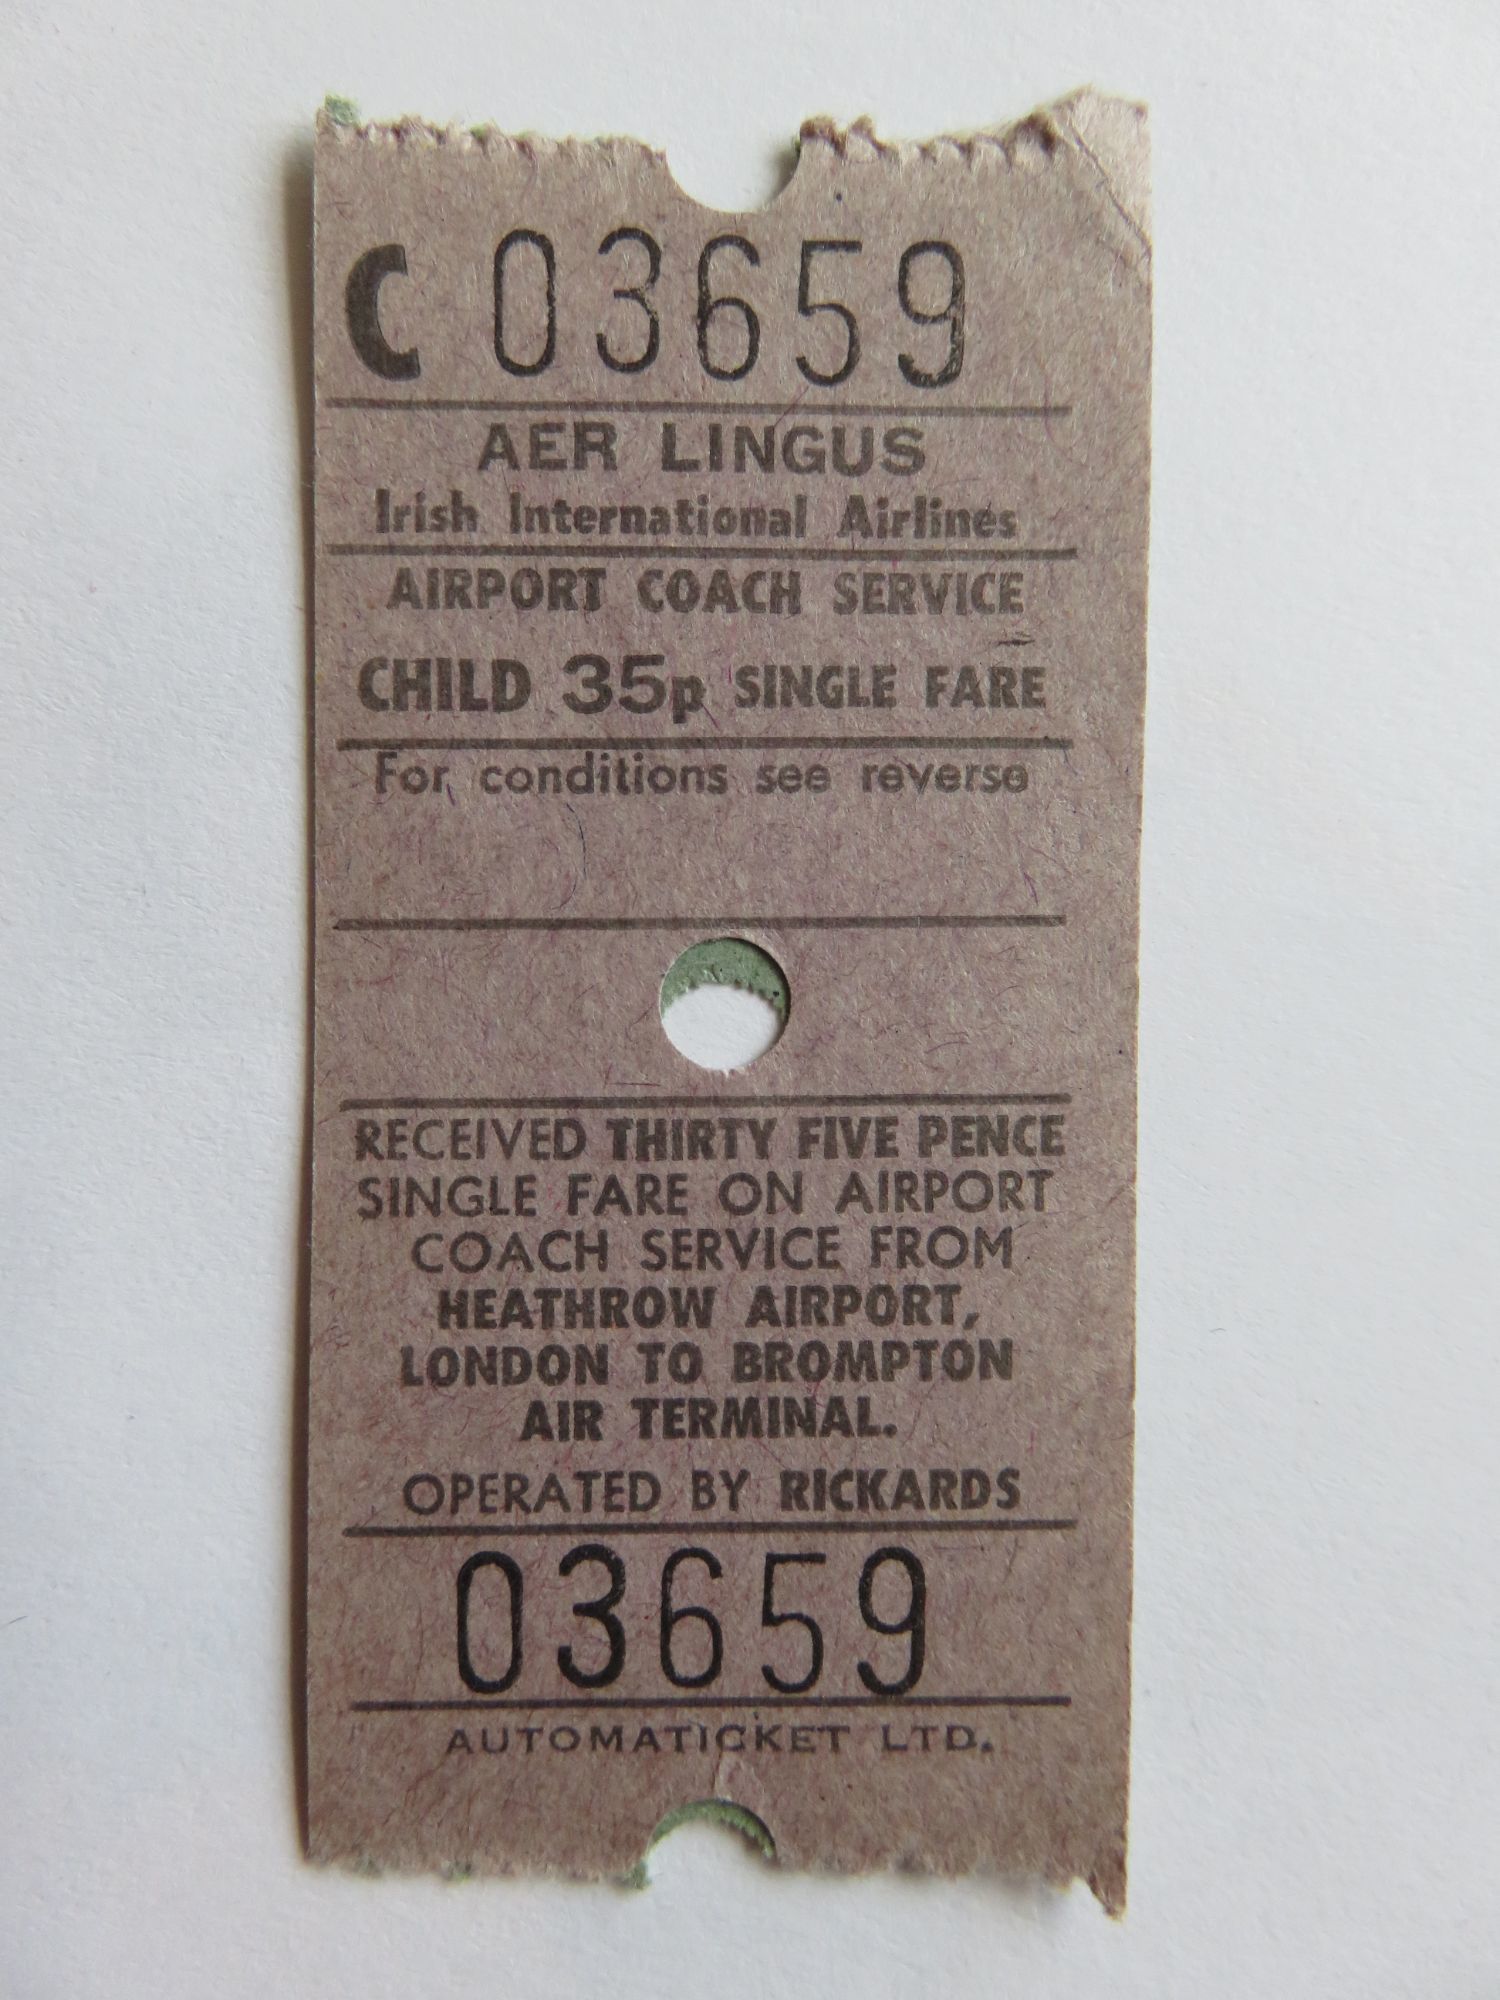 C 03659
AER LINGUS
Irish International Airlines
AIRPORT COACH SERVICE
CHILD 35p SINGLE FARE
For conditions see reverse
RECEIVED THIRTY FIVE PENCE
SINGLE FARE ON AIRPORT
COACH SERVICE FROM
HEATHROW AIRPORT,
LONDON TO BROMPTON
AIR TERMINAL.
OPERATED BY RICKARDS
03659
AUTOMATICKET LTD.